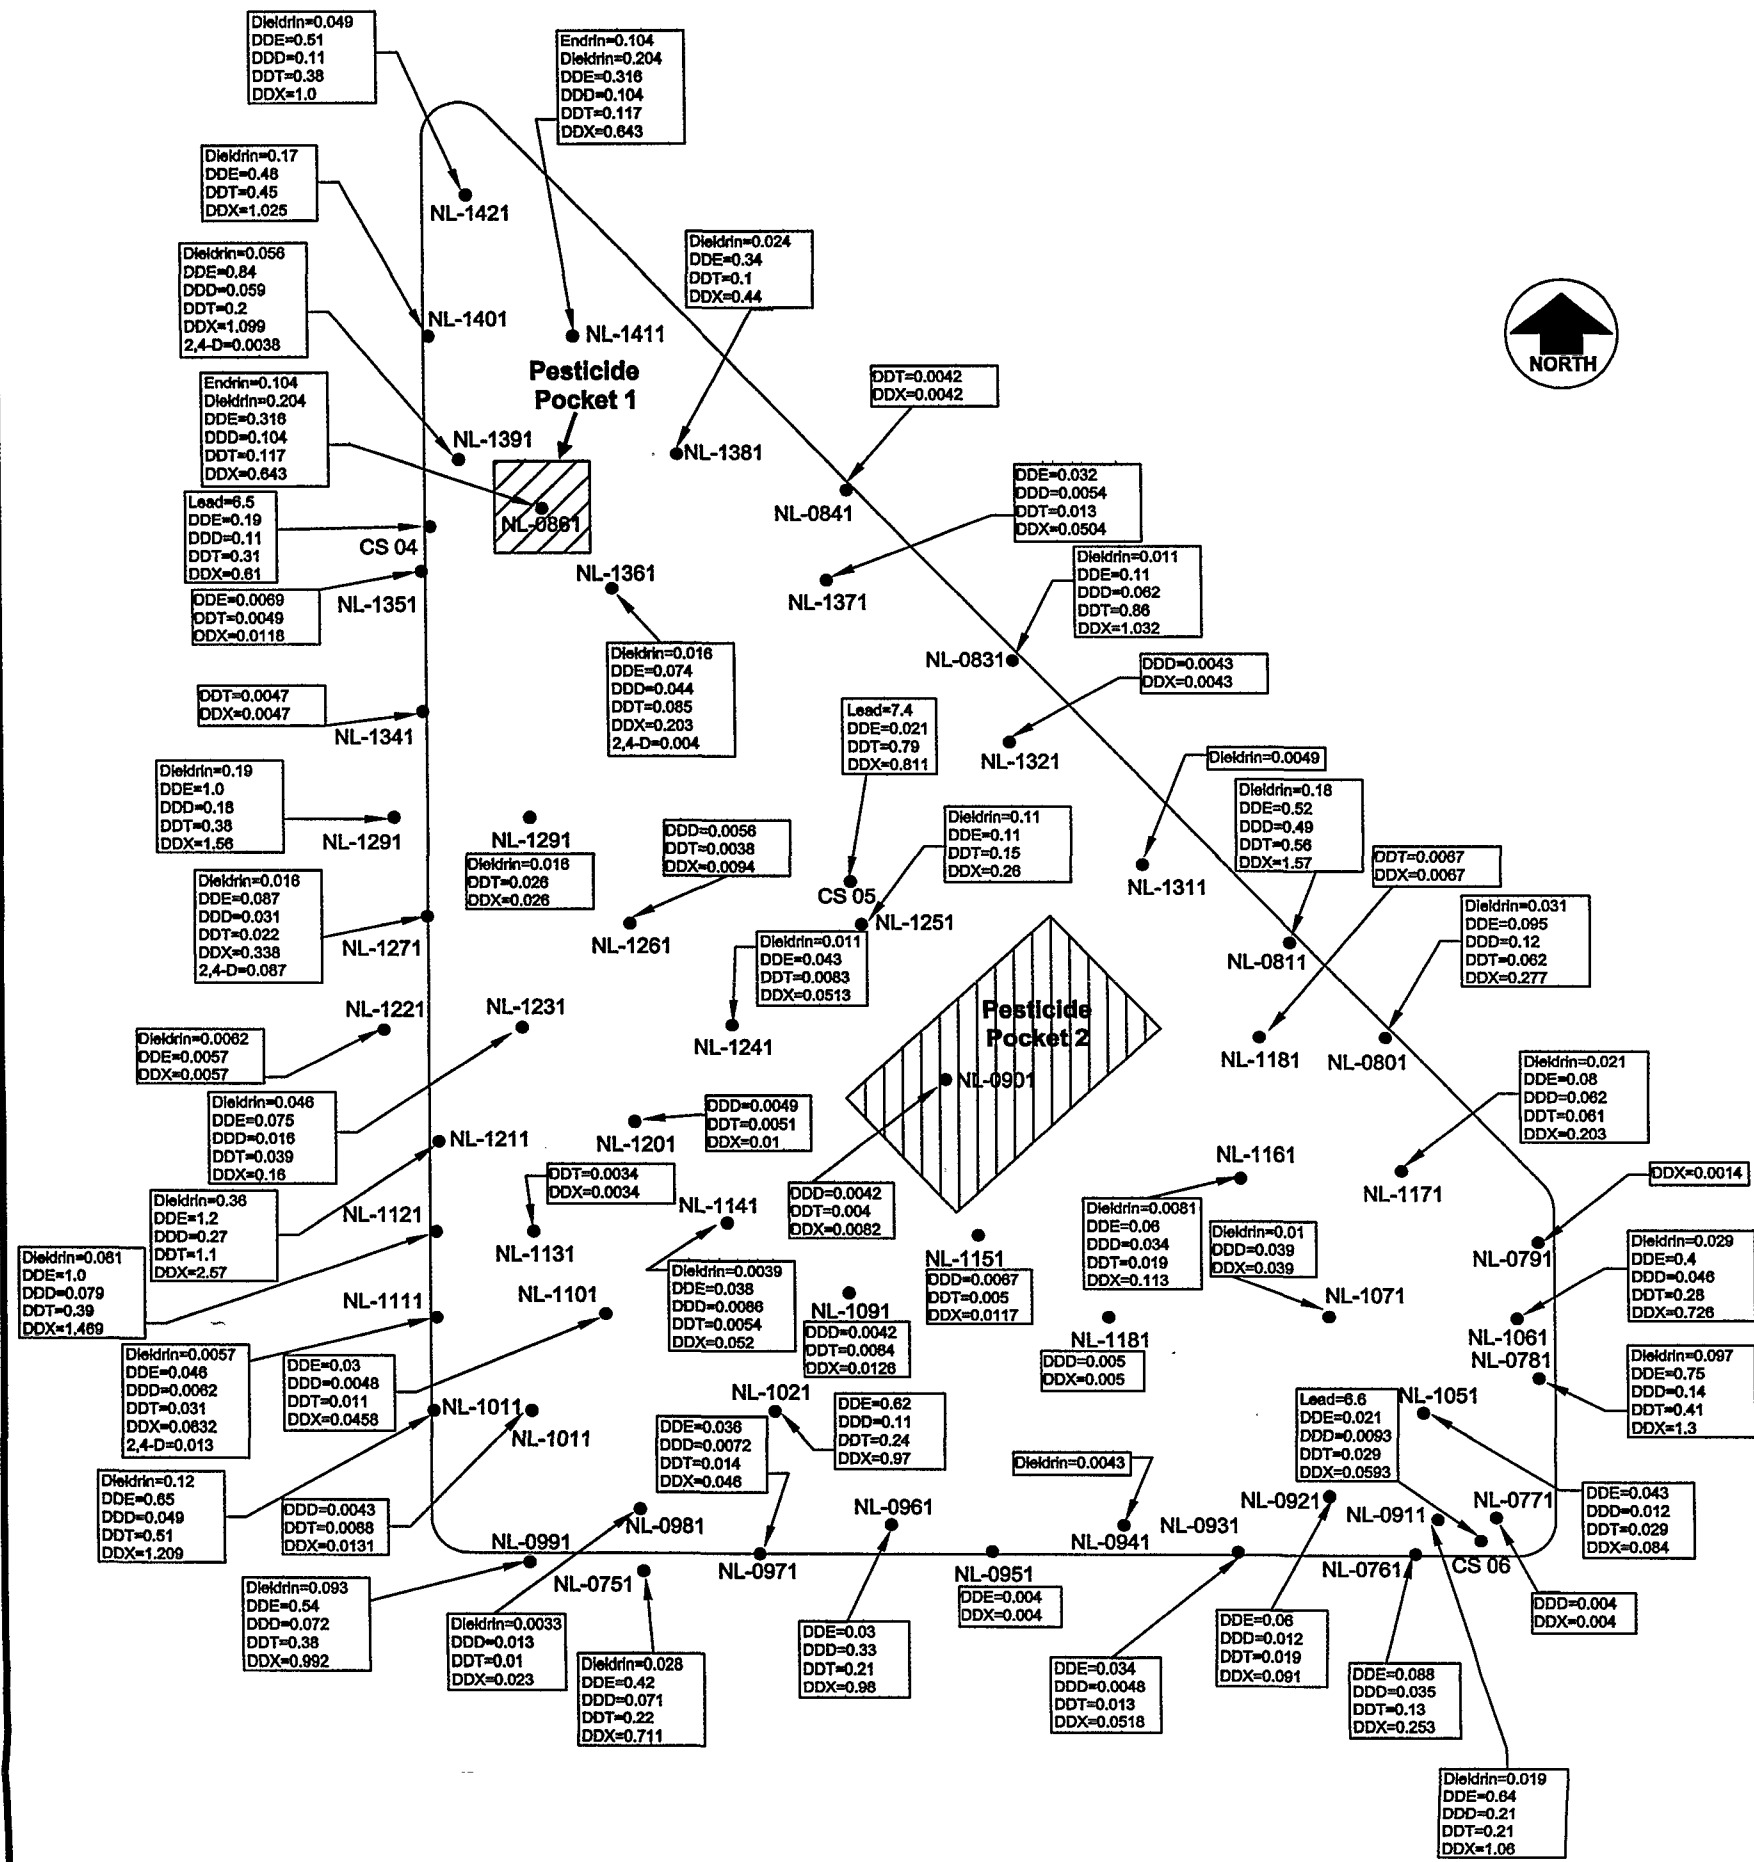 Dieldrin=0.049
DDE=0.51
DDD=0.11
DDT=0.38
DDX=1.0
NL-1421
Endrin=0.104
Dieldrin=0.204
DDE=0.316
DDD=0.104
DDT=0.117
DDX=0.643
NL-1411
Dieldrin=0.17
DDE=0.48
DDT=0.45
DDX=1.025
NL-1401
Dieldrin=0.024
DDE=0.34
DDT=0.1
DDX=0.44
NL-1381
Dieldrin=0.056
DDE=0.84
DDD=0.059
DDT=0.2
DDX=1.099
2,4-D=0.0038
NL-1391
NORTH
Pesticide
Pocket 1
Endrin=0.104
Dieldrin=0.204
DDE=0.316
DDD=0.104
DDT=0.117
DDX=0.643
NL-0861
DDT=0.0042
DDX=0.0042
NL-0841
Lead=6.5
DDE=0.19
DDD=0.11
DDT=0.31
DDX=0.61
CS 04
DDE=0.032
DDD=0.0054
DDT=0.013
DDX=0.0504
NL-1371
DDE=0.0069
DDT=0.0049
DDX=0.0118
NL-1351
NL-1361
Dieldrin=0.016
DDE=0.074
DDD=0.044
DDT=0.085
DDX=0.203
2,4-D=0.004
Dieldrin=0.011
DDE=0.11
DDD=0.062
DDT=0.86
DDX=1.032
NL-0831
DDD=0.0043
DDX=0.0043
NL-1321
DDT=0.0047
DDX=0.0047
NL-1341
Lead=7.4
DDE=0.021
DDT=0.79
DDX=0.811
CS 05
Dieldrin=0.0049
NL-1311
Dieldrin=0.19
DDE=1.0
DDD=0.18
DDT=0.38
DDX=1.56
NL-1291
NL-1291
Dieldrin=0.016
DDT=0.026
DDX=0.026
DDD=0.0056
DDT=0.0038
DDX=0.0094
NL-1261
Dieldrin=0.11
DDE=0.11
DDT=0.15
DDX=0.26
NL-1251
Dieldrin=0.18
DDE=0.52
DDD=0.49
DDT=0.56
DDX=1.57
NL-0811
DDT=0.0067
DDX=0.0067
NL-1181
Dieldrin=0.031
DDE=0.095
DDD=0.12
DDT=0.062
DDX=0.277
NL-0801
Dieldrin=0.016
DDE=0.087
DDD=0.031
DDT=0.022
DDX=0.338
2,4-D=0.087
NL-1271
Dieldrin=0.011
DDE=0.043
DDT=0.0083
DDX=0.0513
NL-1241
Pesticide
Pocket 2
NL-0901
DDD=0.0042
DDT=0.004
DDX=0.0082
Dieldrin=0.0062
DDE=0.0057
DDX=0.0057
NL-1221
NL-1231
Dieldrin=0.046
DDE=0.075
DDD=0.016
DDT=0.039
DDX=0.16
DDD=0.0049
DDT=0.0051
DDX=0.01
NL-1201
Dieldrin=0.021
DDE=0.08
DDD=0.062
DDT=0.061
DDX=0.203
NL-1171
NL-1211
Dieldrin=0.36
DDE=1.2
DDD=0.27
DDT=1.1
DDX=2.57
DDT=0.0034
DDX=0.0034
NL-1131
NL-1161
Dieldrin=0.0081
DDE=0.06
DDD=0.034
DDT=0.019
DDX=0.113
DDX=0.0014
NL-0791
NL-1121
Dieldrin=0.081
DDE=1.0
DDD=0.079
DDT=0.39
DDX=1.469
NL-1141
Dieldrin=0.0039
DDE=0.038
DDD=0.0086
DDT=0.0054
DDX=0.052
NL-1151
DDD=0.0067
DDT=0.005
DDX=0.0117
Dieldrin=0.01
DDD=0.039
DDX=0.039
NL-1071
Dieldrin=0.029
DDE=0.4
DDD=0.046
DDT=0.28
DDX=0.726
NL-1061
NL-1111
Dieldrin=0.0057
DDE=0.046
DDD=0.0062
DDT=0.031
DDX=0.0832
2,4-D=0.013
NL-1101
DDE=0.03
DDD=0.0048
DDT=0.011
DDX=0.0458
NL-1091
DDD=0.0042
DDT=0.0084
DDX=0.0126
NL-1181
DDD=0.005
DDX=0.005
NL-0781
Dieldrin=0.097
DDE=0.75
DDD=0.14
DDT=0.41
DDX=1.3
NL-1011
Dieldrin=0.12
DDE=0.65
DDD=0.049
DDT=0.51
DDX=1.209
NL-1011
DDD=0.0043
DDT=0.0088
DDX=0.0131
NL-1021
DDE=0.62
DDD=0.11
DDT=0.24
DDX=0.97
DDE=0.036
DDD=0.0072
DDT=0.014
DDX=0.046
NL-0971
Dieldrin=0.0043
NL-0941
Lead=6.6
DDE=0.021
DDD=0.0093
DDT=0.029
DDX=0.0593
CS 06
NL-1051
DDE=0.043
DDD=0.012
DDT=0.029
DDX=0.084
NL-0991
Dieldrin=0.093
DDE=0.54
DDD=0.072
DDT=0.38
DDX=0.992
NL-0981
Dieldrin=0.0033
DDD=0.013
DDT=0.01
DDX=0.023
NL-0751
Dieldrin=0.028
DDE=0.42
DDD=0.071
DDT=0.22
DDX=0.711
NL-0961
DDE=0.03
DDD=0.33
DDT=0.21
DDX=0.98
NL-0951
DDE=0.004
DDX=0.004
NL-0931
DDE=0.034
DDD=0.0048
DDT=0.013
DDX=0.0518
NL-0921
DDE=0.06
DDD=0.012
DDT=0.019
DDX=0.091
NL-0761
DDE=0.088
DDD=0.035
DDT=0.13
DDX=0.253
NL-0911
Dieldrin=0.019
DDE=0.64
DDD=0.21
DDT=0.21
DDX=1.06
NL-0771
DDD=0.004
DDX=0.004